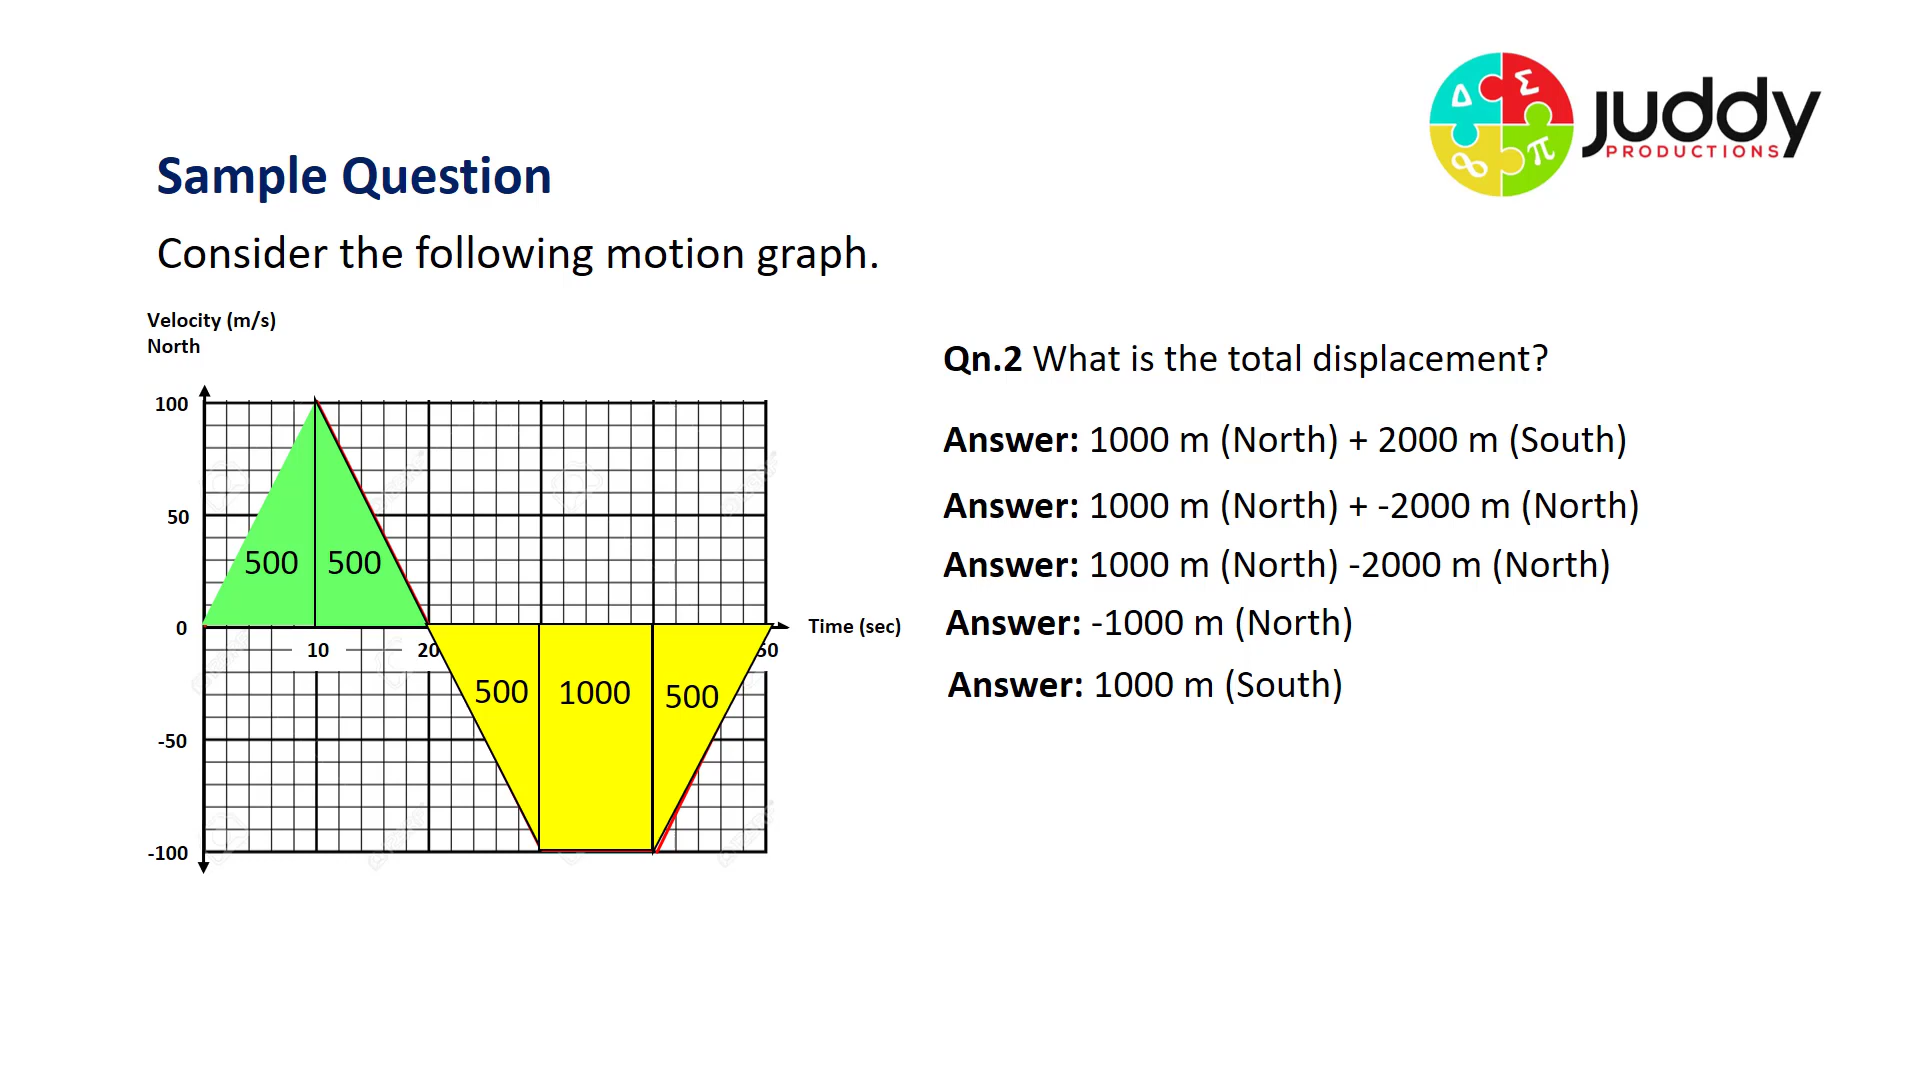 Δ Σ
∞ π
juddy
PRODUCTIONS
Sample Question
Consider the following motion graph.
Velocity (m/s)
North
100
50
0
-50
-100
10
20
50
Time (sec)
500
500
500
1000
500
Qn.2 What is the total displacement?
Answer: 1000 m (North) + 2000 m (South)
Answer: 1000 m (North) + -2000 m (North)
Answer: 1000 m (North) -2000 m (North)
Answer: -1000 m (North)
Answer: 1000 m (South)